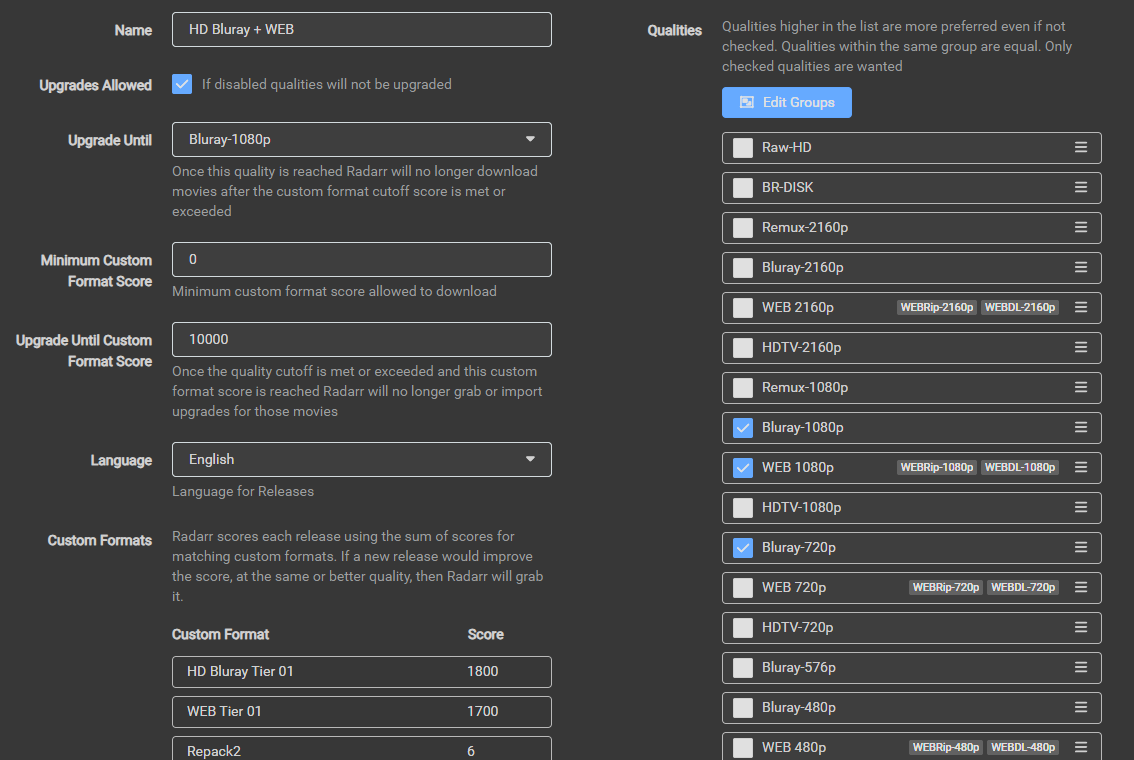 Name
HD Bluray + WEB
Upgrades Allowed
If disabled qualities will not be upgraded
Upgrade Until
Bluray-1080p
Once this quality is reached Radarr will no longer download
movies after the custom format cutoff score is met or
exceeded
Minimum Custom
Format Score
0
Minimum custom format score allowed to download
Upgrade Until Custom
Format Score
10000
Once the quality cutoff is met or exceeded and this custom
format score is reached Radarr will no longer grab or import
upgrades for those movies
Language
English
Language for Releases
Custom Formats
Radarr scores each release using the sum of scores for
matching custom formats. If a new release would improve
the score, at the same or better quality, then Radarr will grab
it.
Custom Format Score
HD Bluray Tier 01 1800
WEB Tier 01 1700
Repack2 6
Qualities
Qualities higher in the list are more preferred even if not
checked. Qualities within the same group are equal. Only
checked qualities are wanted
Edit Groups
Raw-HD
BR-DISK
Remux-2160p
Bluray-2160p
WEB 2160p WEBRip-2160p WEBDL-2160p
HDTV-2160p
Remux-1080p
Bluray-1080p
WEB 1080p WEBRip-1080p WEBDL-1080p
HDTV-1080p
Bluray-720p
WEB 720p WEBRip-720p WEBDL-720p
HDTV-720p
Bluray-576p
Bluray-480p
WEB 480p WEBRip-480p WEBDL-480p